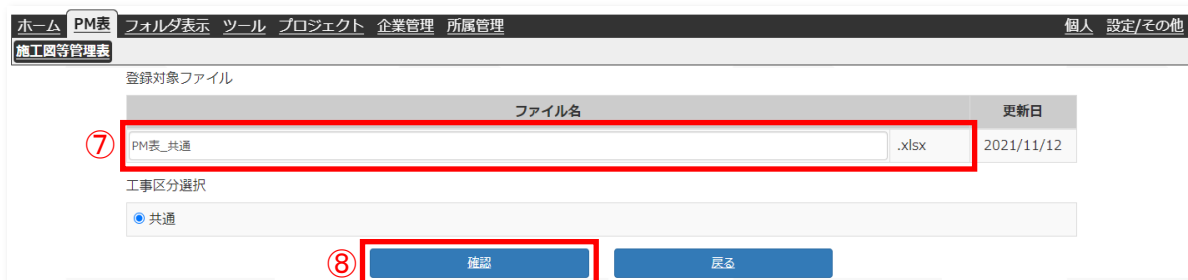 ホーム PM表 フォルダ表示 ツール プロジェクト 企業管理 所属管理 個人 設定/その他
施工図等管理表
登録対象ファイル
ファイル名 更新日
⑦ PM表_共通 .xlsx 2021/11/12
工事区分選択
共通
⑧ 確認 戻る